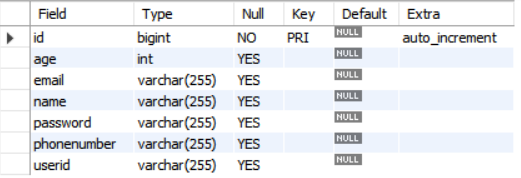 Field Type Null Key Default Extra
id bigint NO PRI NULL auto_increment
age int YES NULL
email varchar(255) YES NULL
name varchar(255) YES NULL
password varchar(255) YES NULL
phonenumber varchar(255) YES NULL
userid varchar(255) YES NULL